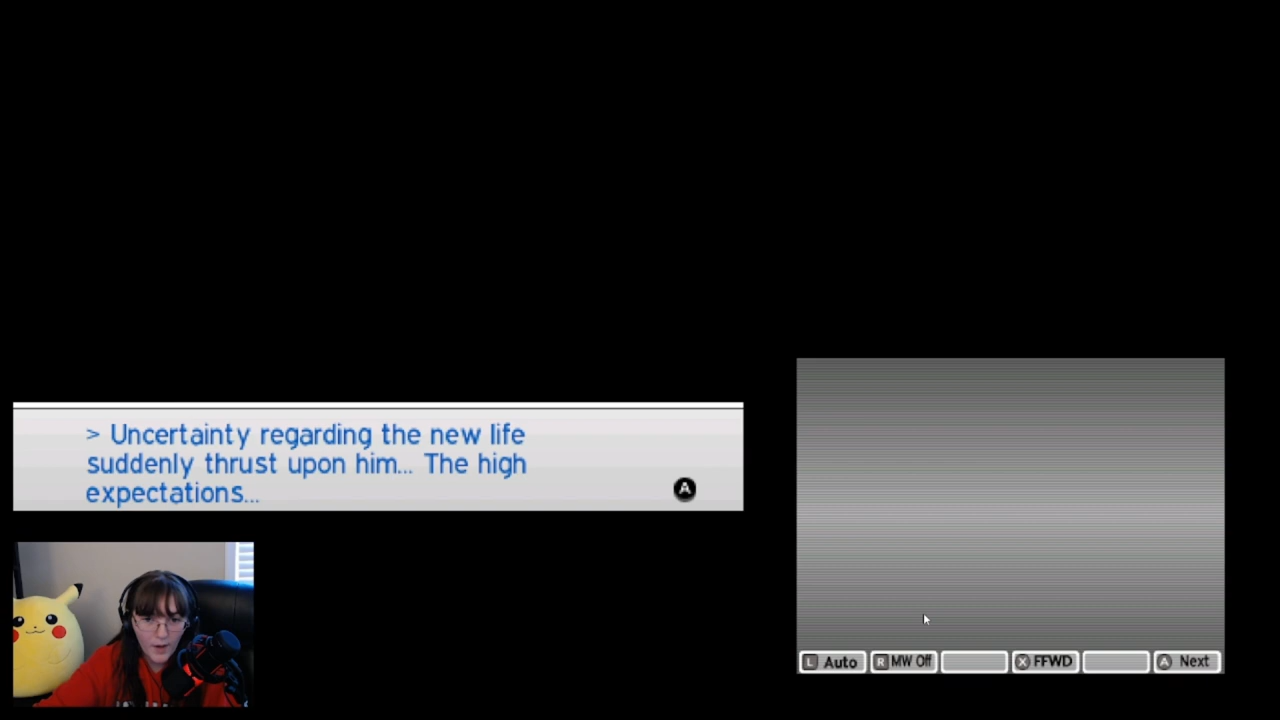 > Uncertainty regarding the new life
suddenly thrust upon him... The high
expectations...
A
L Auto
R MW Off
X FFWD
A Next